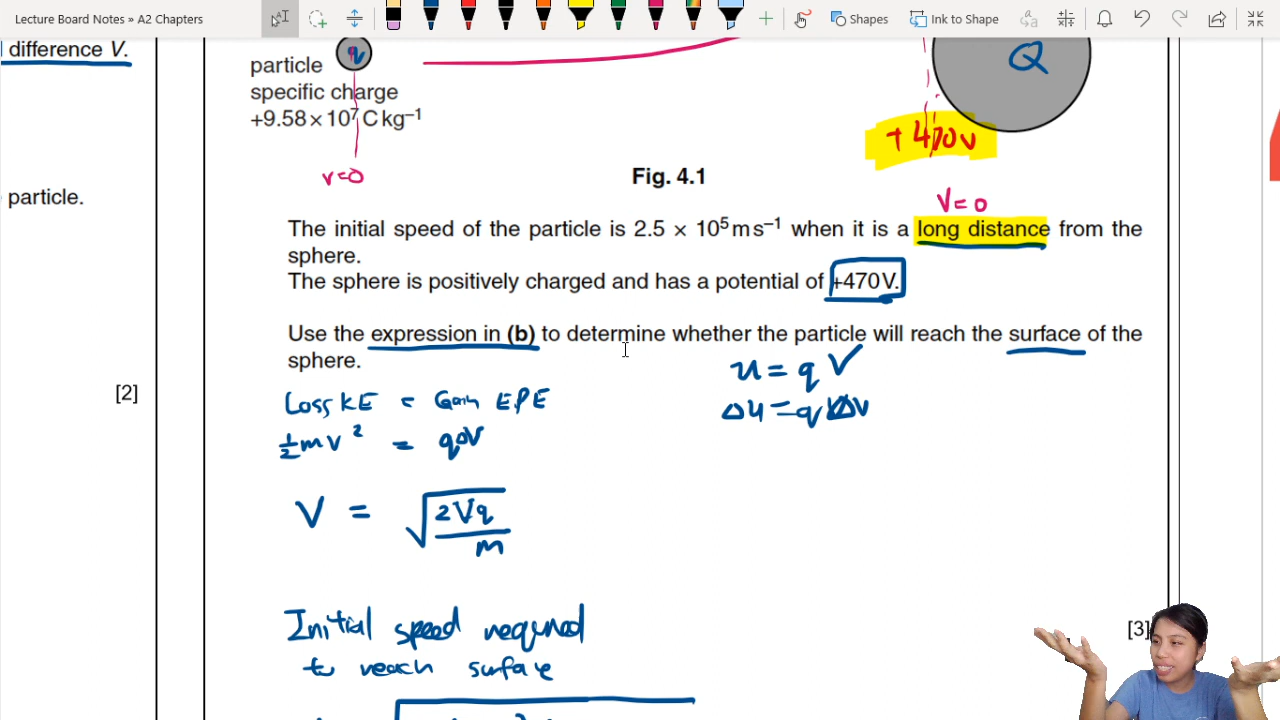 Lecture Board Notes » A2 Chapters
Shapes
Ink to Shape
difference V.
particle.
[2]
q
particle
specific charge
+9.58 × 10⁷ C kg⁻¹
v=0
Q
+ 470V
Fig. 4.1
V = 0
The initial speed of the particle is 2.5 × 10⁵ m s⁻¹ when it is a long distance from the
sphere.
The sphere is positively charged and has a potential of +470V.
Use the expression in (b) to determine whether the particle will reach the surface of the
sphere.
u = qV
Δu = qΔV
Loss KE = Gain EPE
½mv² = qΔV
V = √(2Vq/m)
Initial speed required
to reach surface
[3]